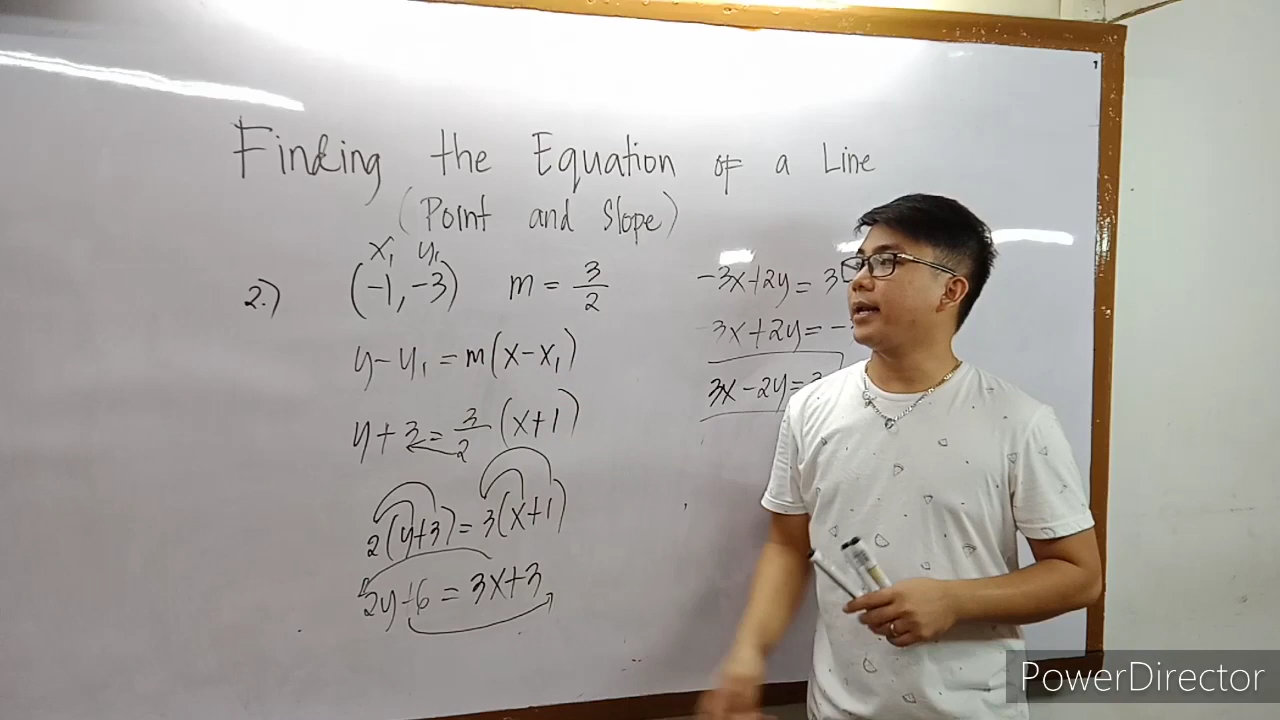 Finding the Equation of a Line
(Point and Slope)
x₁ y₁
2.) (-1, -3) m = 3/2
y - y₁ = m(x - x₁)
y + 3 = 3/2 (x+1)
2(y+3) = 3(x+1)
2y+6 = 3x+3
-3x+2y = 3
-3x+2y = -
3x-2y=3
PowerDirector